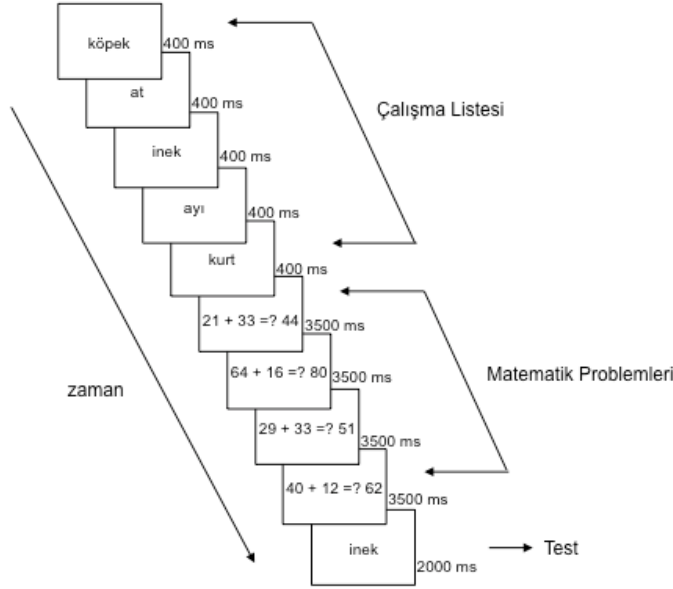 köpek
400 ms
at
400 ms
Çalışma Listesi
inek
400 ms
ayı
400 ms
kurt
400 ms
21 + 33 =? 44
3500 ms
64 + 16 =? 80
3500 ms
Matematik Problemleri
zaman
29 + 33 =? 51
3500 ms
40 + 12 =? 62
3500 ms
inek
Test
2000 ms